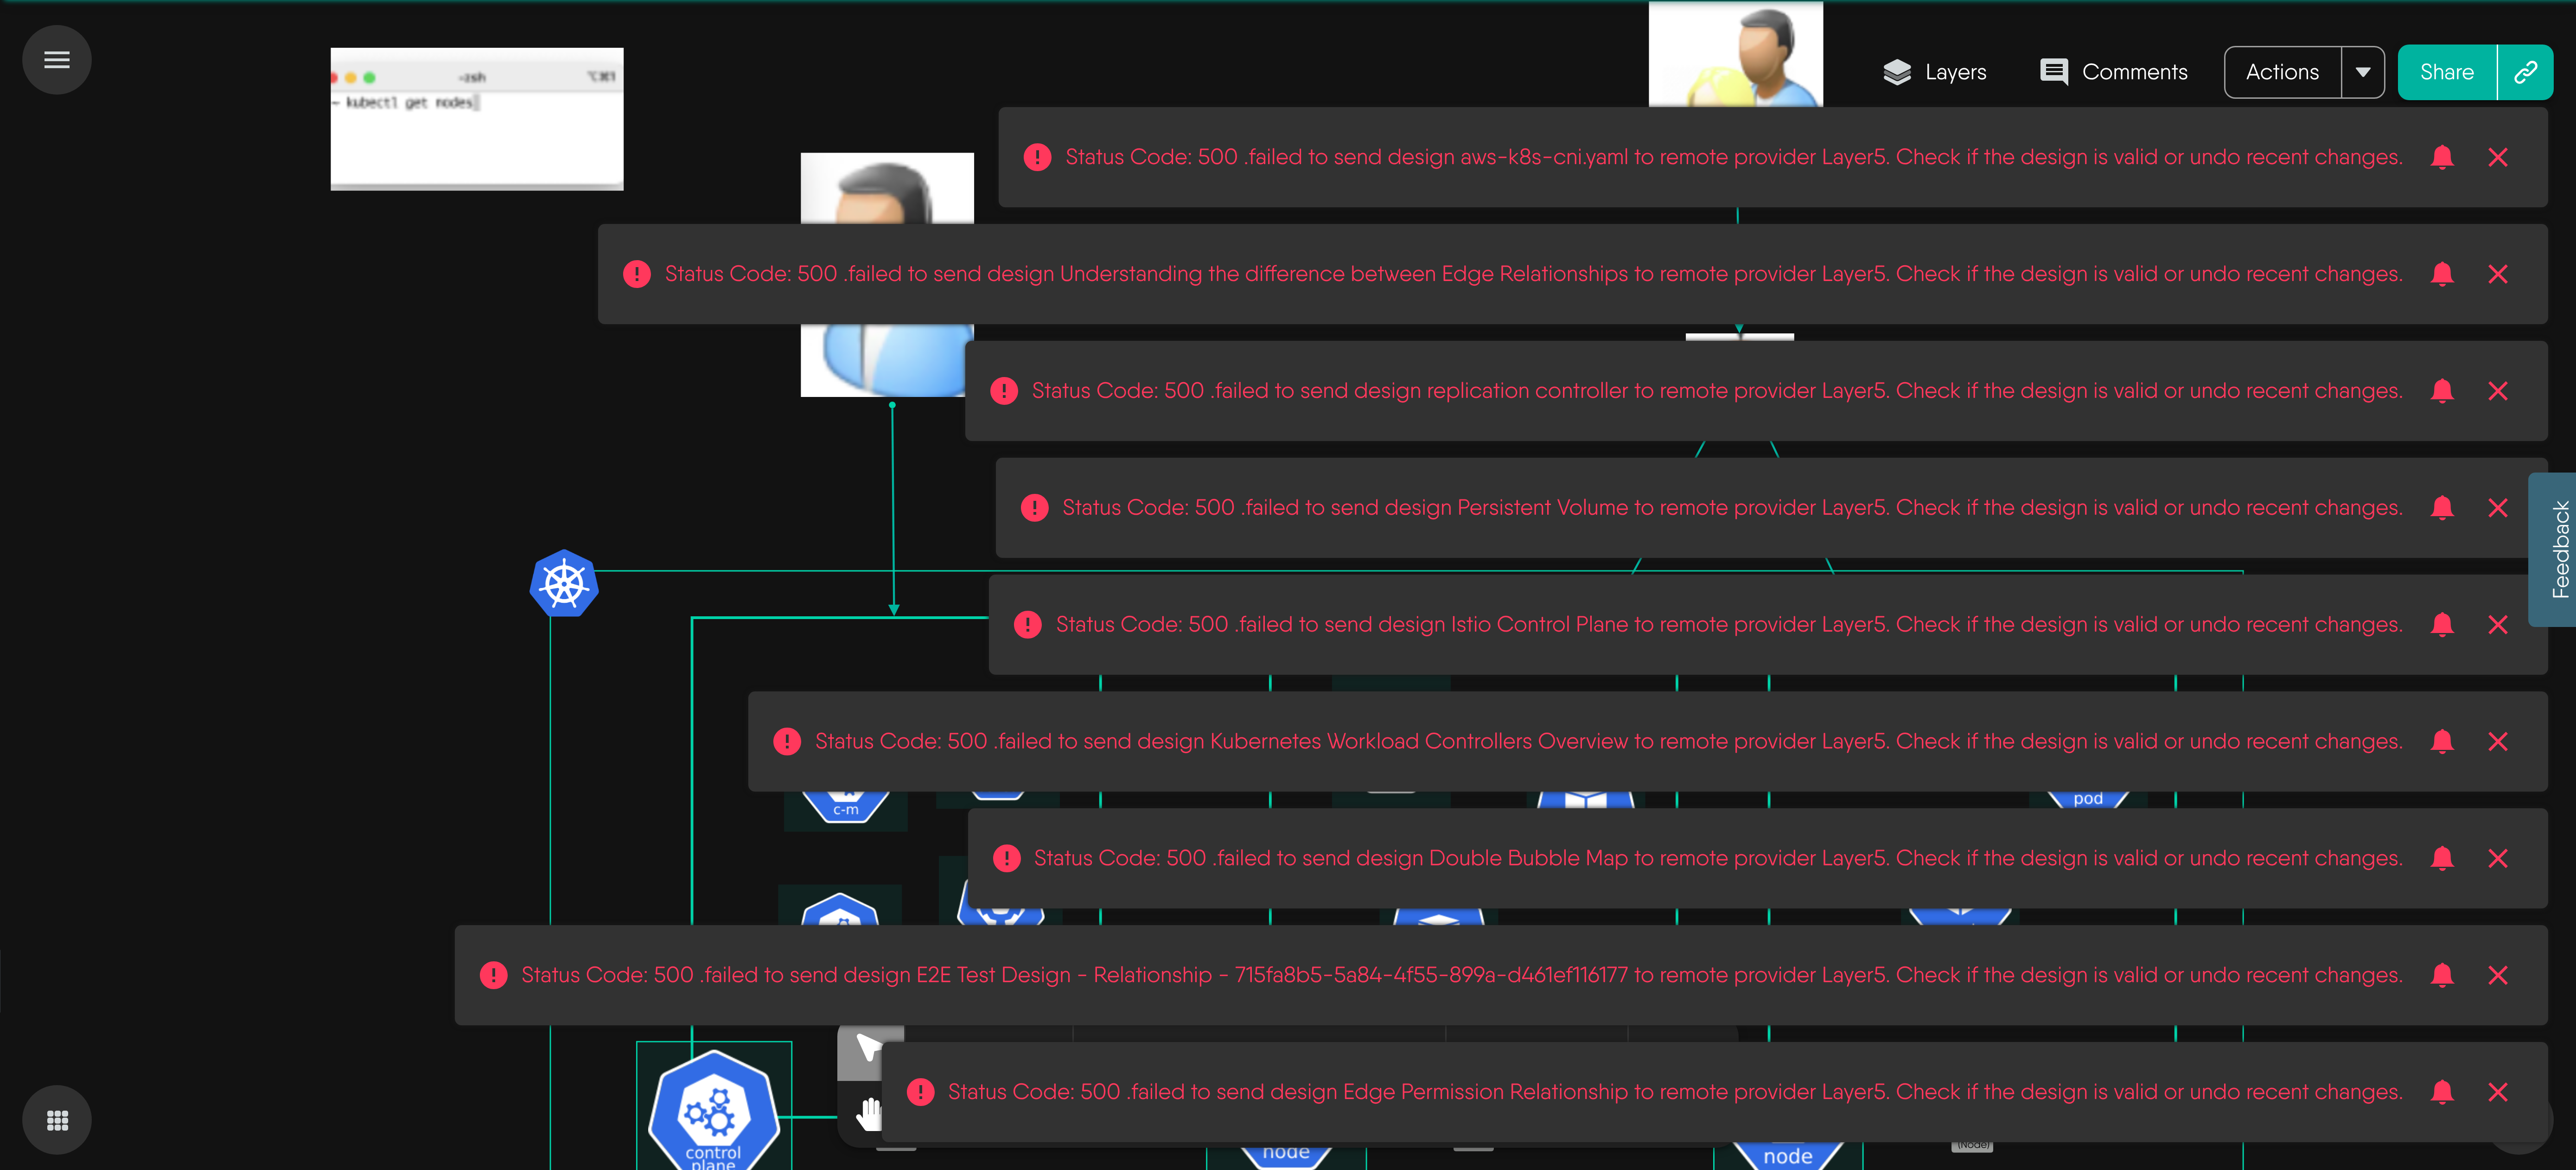 -zsh ⌥⌘1
~ kubectl get nodes
Layers
Comments
Actions
Share
Status Code: 500 .failed to send design aws-k8s-cni.yaml to remote provider Layer5. Check if the design is valid or undo recent changes.
Status Code: 500 .failed to send design Understanding the difference between Edge Relationships to remote provider Layer5. Check if the design is valid or undo recent changes.
Status Code: 500 .failed to send design replication controller to remote provider Layer5. Check if the design is valid or undo recent changes.
Status Code: 500 .failed to send design Persistent Volume to remote provider Layer5. Check if the design is valid or undo recent changes.
Feedback
Status Code: 500 .failed to send design Istio Control Plane to remote provider Layer5. Check if the design is valid or undo recent changes.
Status Code: 500 .failed to send design Kubernetes Workload Controllers Overview to remote provider Layer5. Check if the design is valid or undo recent changes.
c-m
pod
Status Code: 500 .failed to send design Double Bubble Map to remote provider Layer5. Check if the design is valid or undo recent changes.
Status Code: 500 .failed to send design E2E Test Design - Relationship - 715fa8b5-5a84-4f55-899a-d461ef116177 to remote provider Layer5. Check if the design is valid or undo recent changes.
Status Code: 500 .failed to send design Edge Permission Relationship to remote provider Layer5. Check if the design is valid or undo recent changes.
control
plane
node
node
(Node)